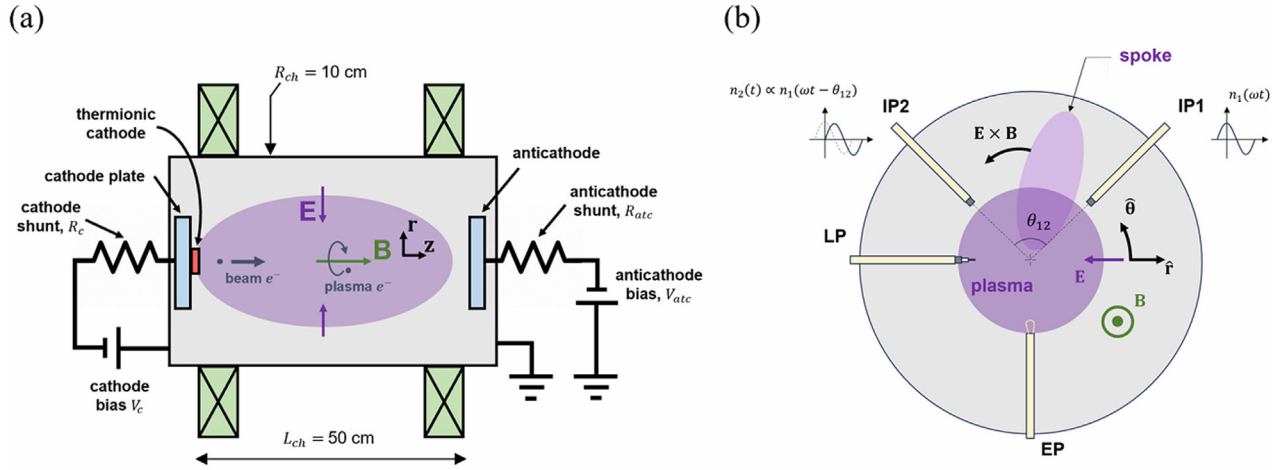 (a)
R_ch = 10 cm
thermionic
cathode
cathode plate
cathode
shunt, R_c
anticathode
anticathode
shunt, R_atc
E
r
B
z
beam e⁻
plasma e⁻
anticathode
bias, V_atc
cathode
bias V_c
L_ch = 50 cm
(b)
spoke
n₂(t) ∝ n₁(ωt − θ₁₂)
n₁(ωt)
IP2
IP1
E × B
θ₁₂
θ̂
LP
E
r̂
plasma
B
EP